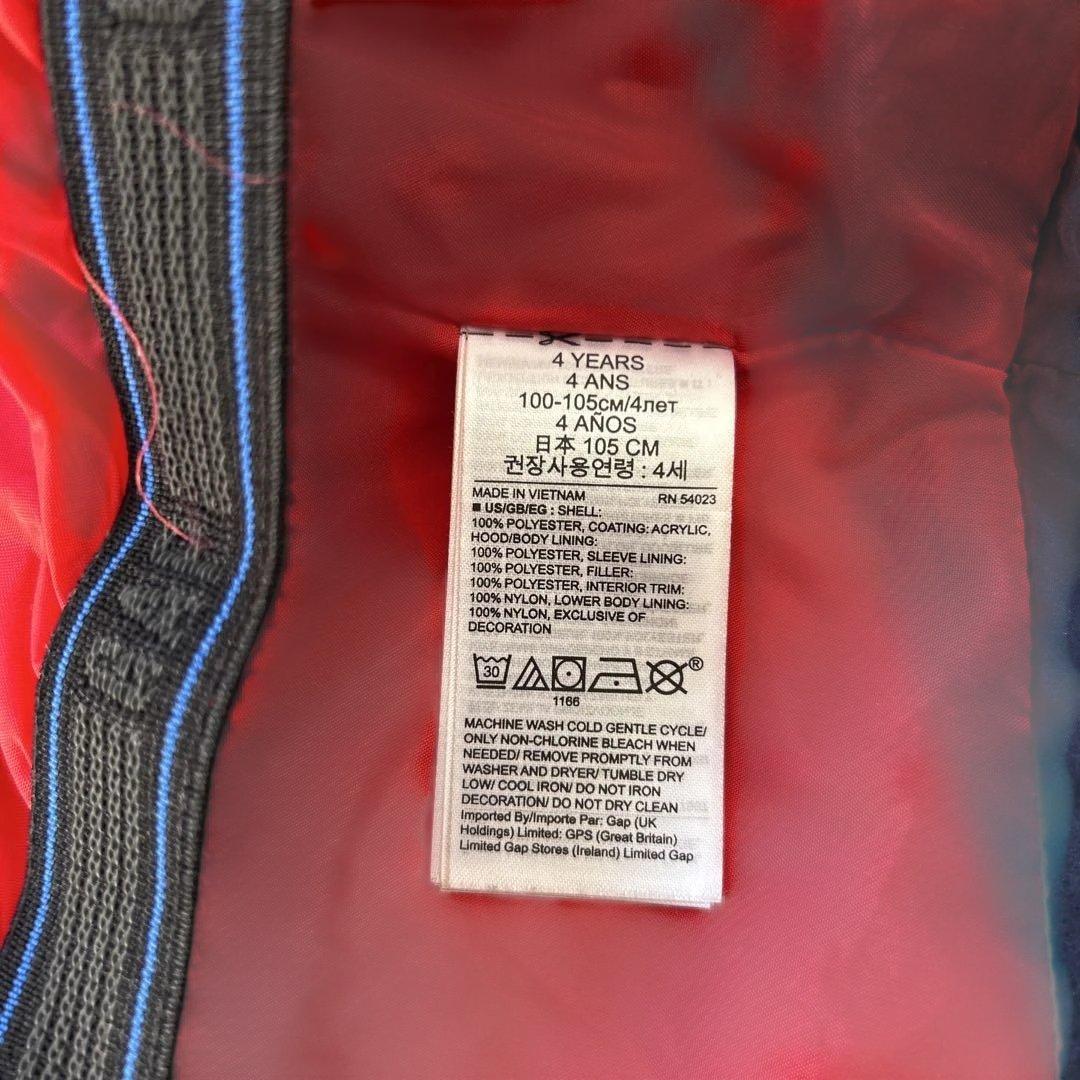 4 YEARS
4 ANS
100-105см/4лет
4 AÑOS
日本 105 CM
권장사용연령 : 4세
MADE IN VIETNAM RN 54023
■ US/GB/EG : SHELL:
100% POLYESTER, COATING: ACRYLIC,
HOOD/BODY LINING:
100% POLYESTER, SLEEVE LINING:
100% POLYESTER, FILLER:
100% POLYESTER, INTERIOR TRIM:
100% NYLON, LOWER BODY LINING:
100% NYLON, EXCLUSIVE OF
DECORATION
30 ®
1166
MACHINE WASH COLD GENTLE CYCLE/
ONLY NON-CHLORINE BLEACH WHEN
NEEDED/ REMOVE PROMPTLY FROM
WASHER AND DRYER/ TUMBLE DRY
LOW/ COOL IRON/ DO NOT IRON
DECORATION/ DO NOT DRY CLEAN
Imported By/Importe Par: Gap (UK
Holdings) Limited: GPS (Great Britain)
Limited Gap Stores (Ireland) Limited Gap